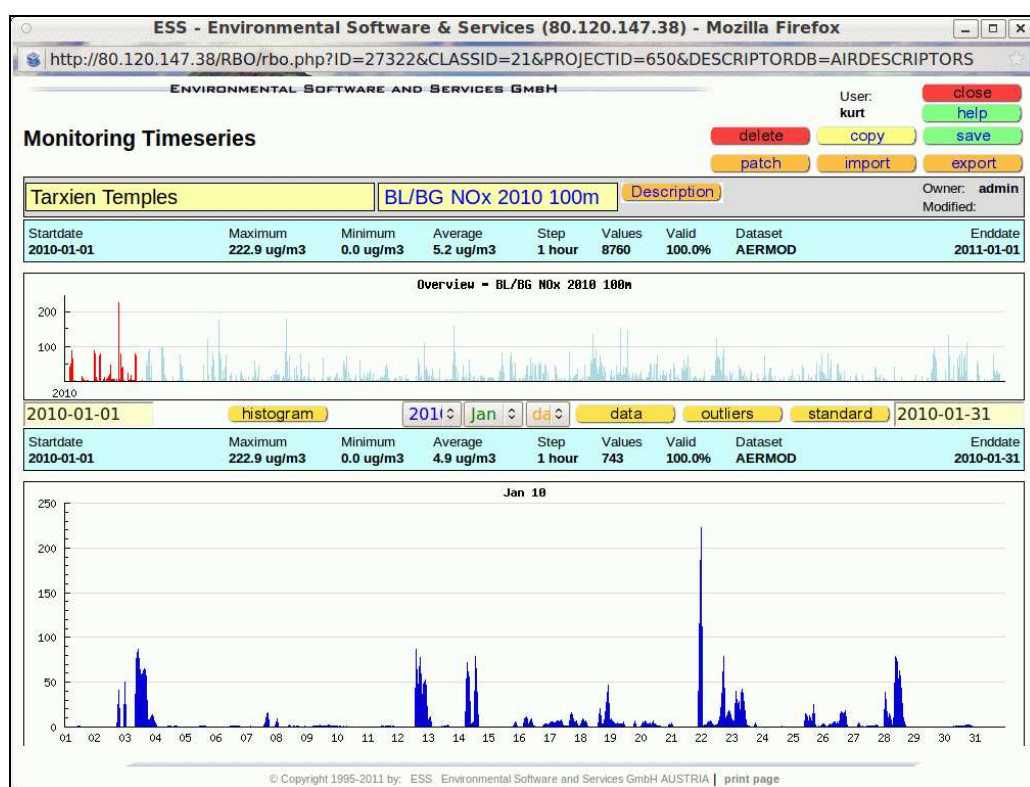 ESS - Environmental Software & Services (80.120.147.38) - Mozilla Firefox
http://80.120.147.38/RBO/rbo.php?ID=27322&CLASSID=21&PROJECTID=650&DESCRIPTORDB=AIRDESCRIPTORS
ENVIRONMENTAL SOFTWARE AND SERVICES GMBH
User: close
kurt help
Monitoring Timeseries delete copy save
patch import export
Tarxien Temples BL/BG NOx 2010 100m Description Owner: admin
Modified:
Startdate Maximum Minimum Average Step Values Valid Dataset Enddate
2010-01-01 222.9 ug/m3 0.0 ug/m3 5.2 ug/m3 1 hour 8760 100.0% AERMOD 2011-01-01
Overview - BL/BG NOx 2010 100m
200
100
2010
2010-01-01 histogram 201 Jan da data outliers standard 2010-01-31
Startdate Maximum Minimum Average Step Values Valid Dataset Enddate
2010-01-01 222.9 ug/m3 0.0 ug/m3 4.9 ug/m3 1 hour 743 100.0% AERMOD 2010-01-31
Jan 10
250
200
150
100
50
0
01 02 03 04 05 06 07 08 09 10 11 12 13 14 15 16 17 18 19 20 21 22 23 24 25 26 27 28 29 30 31
© Copyright 1995-2011 by: ESS Environmental Software and Services GmbH AUSTRIA | print page